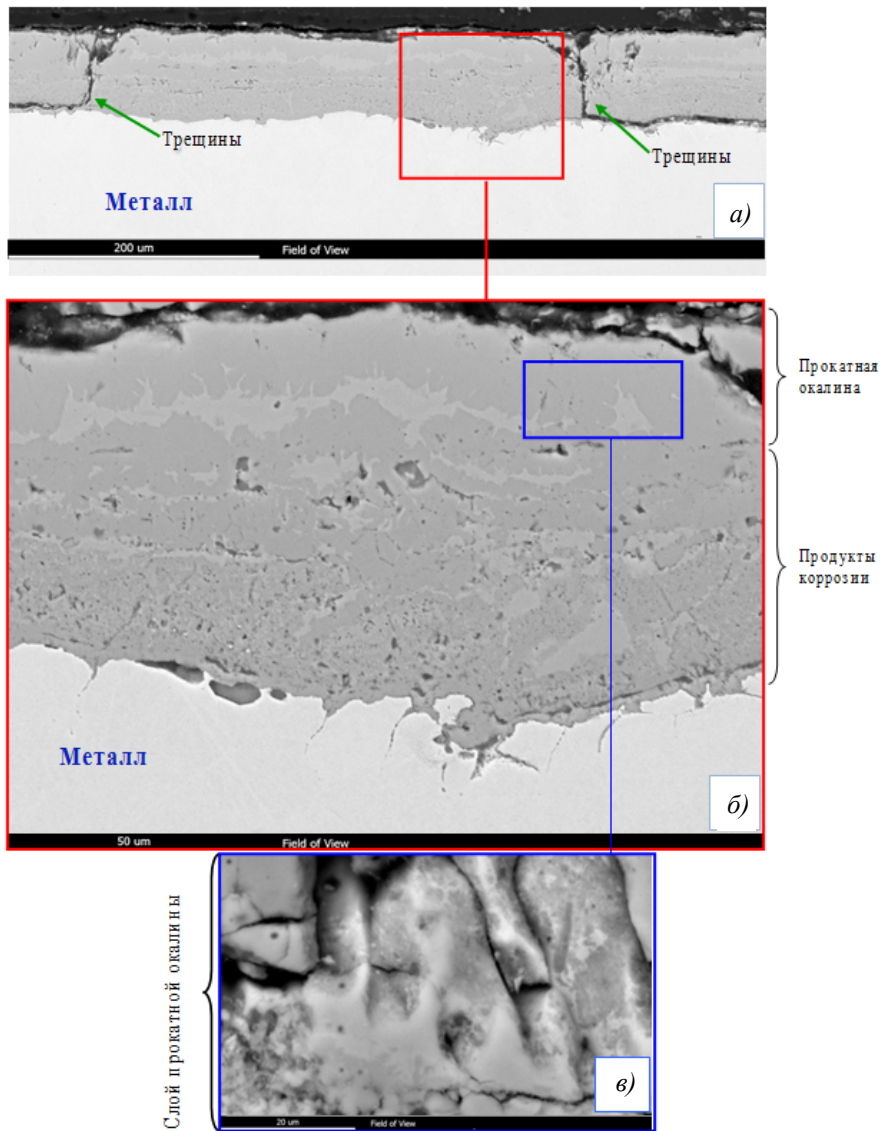 Трещины
Трещины
Металл
а)
200 um
Field of View
Прокатная
окалина
Продукты
коррозии
Металл
б)
50 um
Field of View
Слой прокатной окалины
в)
20 um
Field of View